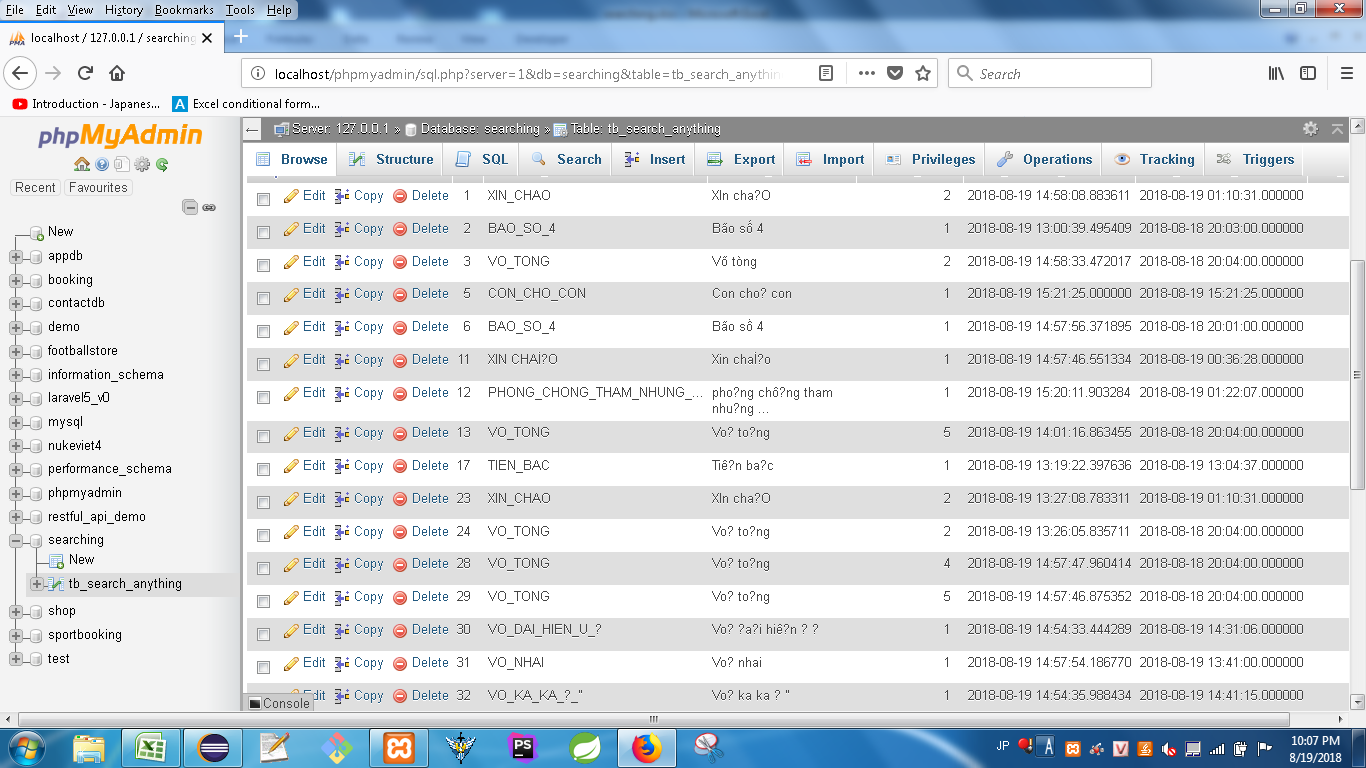 File Edit View History Bookmarks Tools Help
localhost / 127.0.0.1 / searching
localhost/phpmyadmin/sql.php?server=1&db=searching&table=tb_search_anything
Search
Introduction - Japanes...
Excel conditional form...
phpMyAdmin
Recent Favourites
New
appdb
booking
contactdb
demo
footballstore
information_schema
laravel5_v0
mysql
nukeviet4
performance_schema
phpmyadmin
restful_api_demo
searching
New
tb_search_anything
shop
sportbooking
test
Server: 127.0.0.1 » Database: searching » Table: tb_search_anything
Browse Structure SQL Search Insert Export Import Privileges Operations Tracking Triggers
Edit Copy Delete 1 XIN_CHAO XIn cha?O 2 2018-08-19 14:58:08.883611 2018-08-19 01:10:31.000000
Edit Copy Delete 2 BAO_SO_4 Bão số 4 1 2018-08-19 13:00:39.495409 2018-08-18 20:03:00.000000
Edit Copy Delete 3 VO_TONG Võ tòng 2 2018-08-19 14:58:33.472017 2018-08-18 20:04:00.000000
Edit Copy Delete 5 CON_CHO_CON Con cho? con 1 2018-08-19 15:21:25.000000 2018-08-19 15:21:25.000000
Edit Copy Delete 6 BAO_SO_4 Bão số 4 1 2018-08-19 14:57:56.371895 2018-08-18 20:01:00.000000
Edit Copy Delete 11 XIN CHAÌ?O Xin chaÌ?o 1 2018-08-19 14:57:46.551334 2018-08-19 00:36:28.000000
Edit Copy Delete 12 PHONG_CHONG_THAM_NHUNG_... pho?ng chô?ng tham
nhu?ng ... 1 2018-08-19 15:20:11.903284 2018-08-19 01:22:07.000000
Edit Copy Delete 13 VO_TONG Vo? to?ng 5 2018-08-19 14:01:16.863455 2018-08-18 20:04:00.000000
Edit Copy Delete 17 TIEN_BAC Tiê?n ba?c 1 2018-08-19 13:19:22.397636 2018-08-19 13:04:37.000000
Edit Copy Delete 23 XIN_CHAO XIn cha?O 2 2018-08-19 13:27:08.783311 2018-08-19 01:10:31.000000
Edit Copy Delete 24 VO_TONG Vo? to?ng 2 2018-08-19 13:26:05.835711 2018-08-18 20:04:00.000000
Edit Copy Delete 28 VO_TONG Vo? to?ng 4 2018-08-19 14:57:47.960414 2018-08-18 20:04:00.000000
Edit Copy Delete 29 VO_TONG Vo? to?ng 5 2018-08-19 14:57:46.875352 2018-08-18 20:04:00.000000
Edit Copy Delete 30 VO_DAI_HIEN_U_? Vo? ?a?i hiê?n ? ? 1 2018-08-19 14:54:33.444289 2018-08-19 14:31:06.000000
Edit Copy Delete 31 VO_NHAI Vo? nhai 1 2018-08-19 14:57:54.186770 2018-08-19 13:41:00.000000
Edit Copy Delete 32 VO_KA_KA_?_" Vo? ka ka ? " 1 2018-08-19 14:54:35.988434 2018-08-19 14:41:15.000000
Console
JP A
10:07 PM
8/19/2018